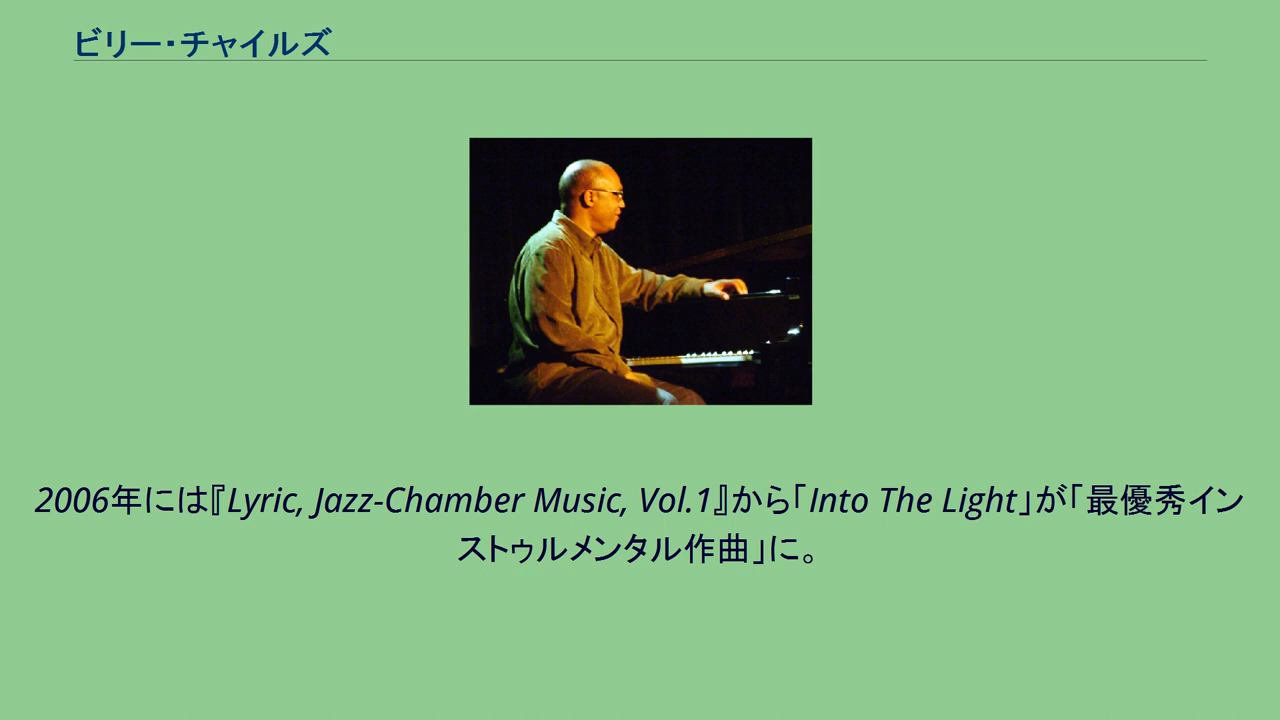 ビリー・チャイルズ
2006年には『Lyric, Jazz-Chamber Music, Vol.1』から「Into The Light」が「最優秀イン
ストゥルメンタル作曲」に。